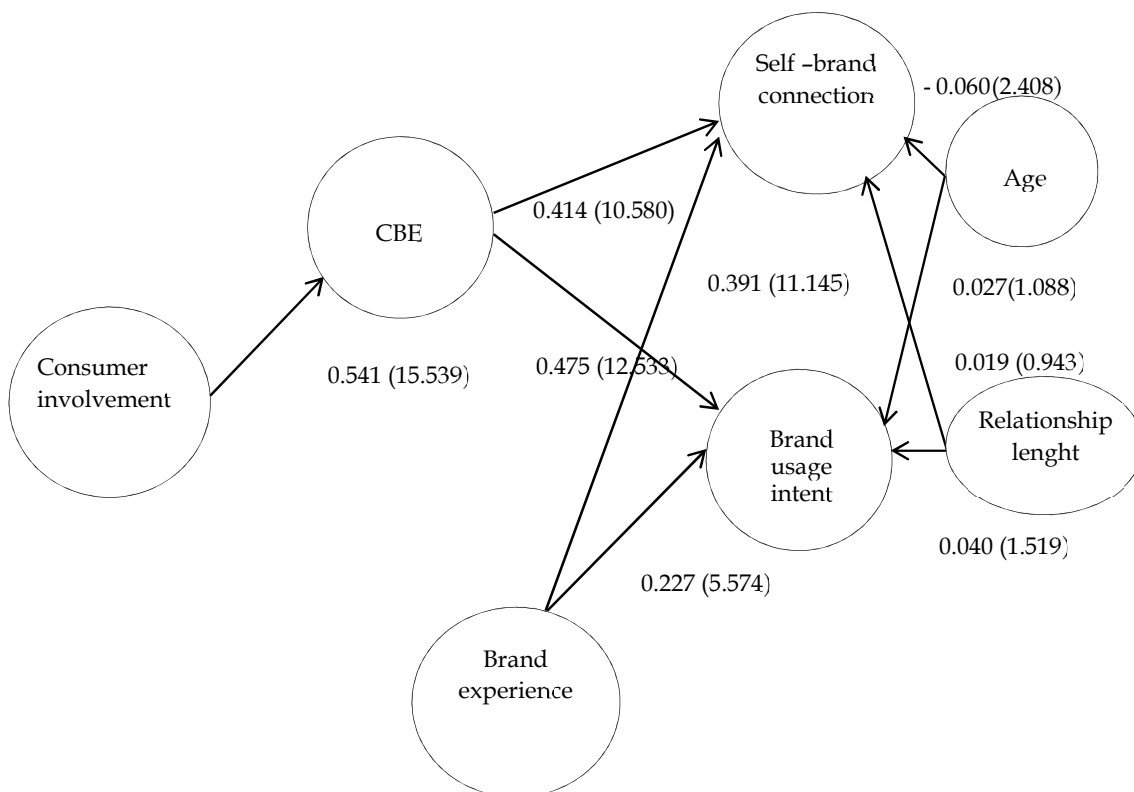 Self –brand
connection
- 0.060(2.408)
Age
CBE
0.414 (10.580)
0.391 (11.145)
0.027(1.088)
Consumer
involvement
0.541 (15.539)
0.475 (12.533)
0.019 (0.943)
Relationship
lenght
Brand
usage
intent
0.040 (1.519)
0.227 (5.574)
Brand
experience